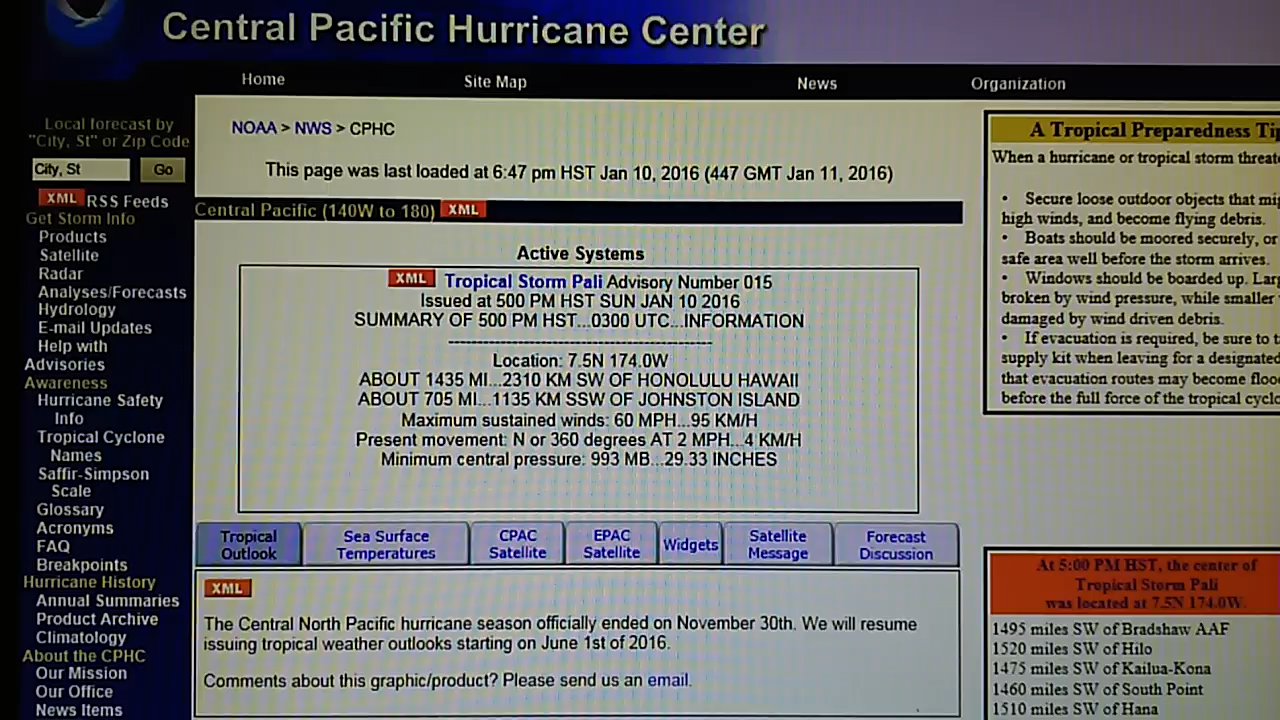 Central Pacific Hurricane Center
Home Site Map News Organization
Local forecast by
"City, St" or Zip Code
City, St Go
XML RSS Feeds
Get Storm Info
Products
Satellite
Radar
Analyses/Forecasts
Hydrology
E-mail Updates
Help with
Advisories
Awareness
Hurricane Safety
Info
Tropical Cyclone
Names
Saffir-Simpson
Scale
Glossary
Acronyms
FAQ
Breakpoints
Hurricane History
Annual Summaries
Product Archive
Climatology
About the CPHC
Our Mission
Our Office
News Items
NOAA > NWS > CPHC
This page was last loaded at 6:47 pm HST Jan 10, 2016 (447 GMT Jan 11, 2016)
Central Pacific (140W to 180) XML
Active Systems
XML Tropical Storm Pali Advisory Number 015
Issued at 500 PM HST SUN JAN 10 2016
SUMMARY OF 500 PM HST...0300 UTC...INFORMATION
----------------------------------------------
Location: 7.5N 174.0W
ABOUT 1435 MI...2310 KM SW OF HONOLULU HAWAII
ABOUT 705 MI...1135 KM SSW OF JOHNSTON ISLAND
Maximum sustained winds: 60 MPH...95 KM/H
Present movement: N or 360 degrees AT 2 MPH...4 KM/H
Minimum central pressure: 993 MB...29.33 INCHES
Tropical Outlook
Sea Surface Temperatures
CPAC Satellite
EPAC Satellite
Widgets
Satellite Message
Forecast Discussion
XML
The Central North Pacific hurricane season officially ended on November 30th. We will resume
issuing tropical weather outlooks starting on June 1st of 2016.
Comments about this graphic/product? Please send us an email.
A Tropical Preparedness Ti
When a hurricane or tropical storm threate
• Secure loose outdoor objects that mi
high winds, and become flying debris.
• Boats should be moored securely, or
safe area well before the storm arrives.
• Windows should be boarded up. Lar
broken by wind pressure, while smaller
damaged by wind driven debris.
• If evacuation is required, be sure to t
supply kit when leaving for a designated
that evacuation routes may become floo
before the full force of the tropical cyclo
At 5:00 PM HST, the center of
Tropical Storm Pali
was located at 7.5N 174.0W.
1495 miles SW of Bradshaw AAF
1520 miles SW of Hilo
1475 miles SW of Kailua-Kona
1460 miles SW of South Point
1510 miles SW of Hana